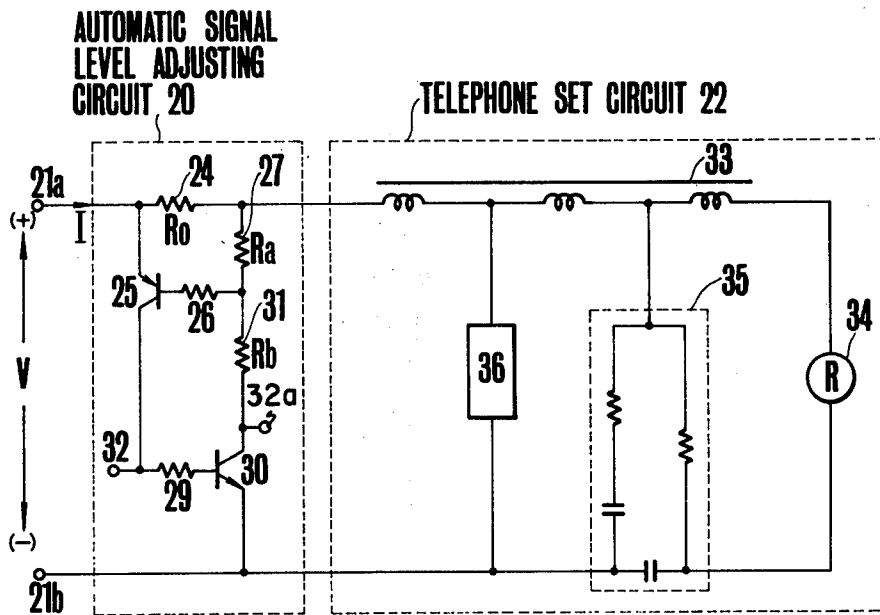 AUTOMATIC SIGNAL
LEVEL ADJUSTING
CIRCUIT 20
TELEPHONE SET CIRCUIT 22
21a
24
27
33
(+)
I
Ro
Ra
25
26
31
35
34
V
Rb
36
R
32a
32
29
30
(−)
21b